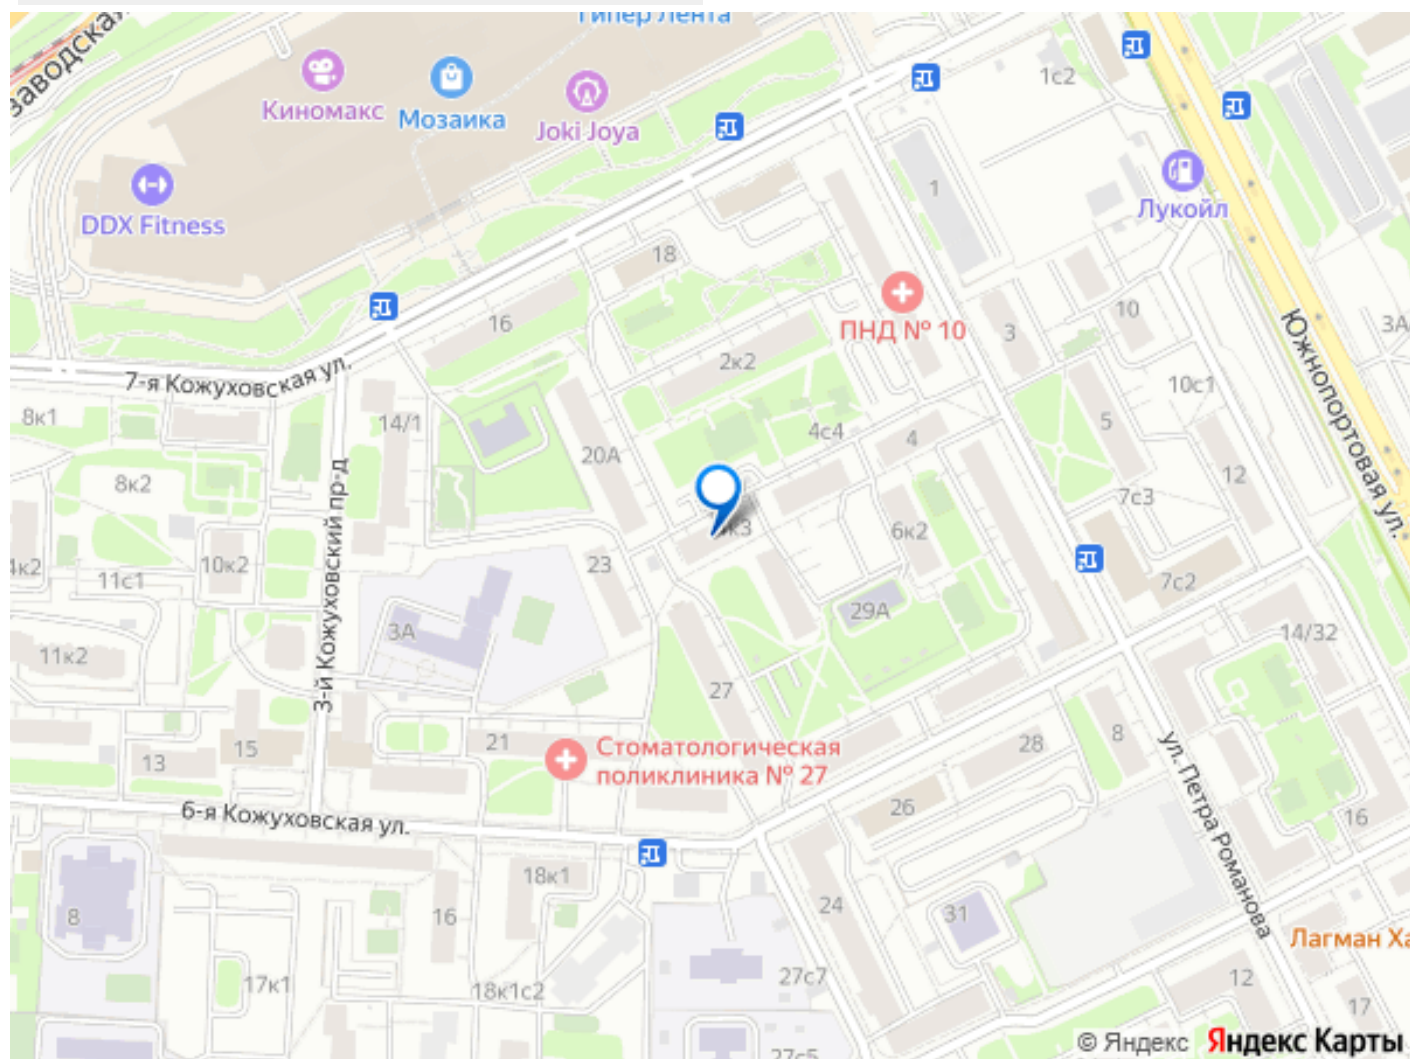 заводская
Гипер Лента
Киномакс
Мозаика
Joki Joya
1с2
DDX Fitness
1
Лукойл
18
ПНД № 10
3
10
3А
16
2к2
Южнопортовая ул.
7-я Кожуховская ул.
10с1
8к1
14/1
20А
4с4
4
5
8к2
3-й Кожуховский пр-д
12
7с3
6к2
23
10к2
11с1
7с2
3А
29А
14/32
11к2
27
21
Стоматологическая
поликлиника № 27
28
8
13
15
ул. Петра Романова
26
16
6-я Кожуховская ул.
18к1
24
31
8
16
Лагман Ха
17к1
18к1с2
27с7
12
17
27с5
© Яндекс Яндекс Карты